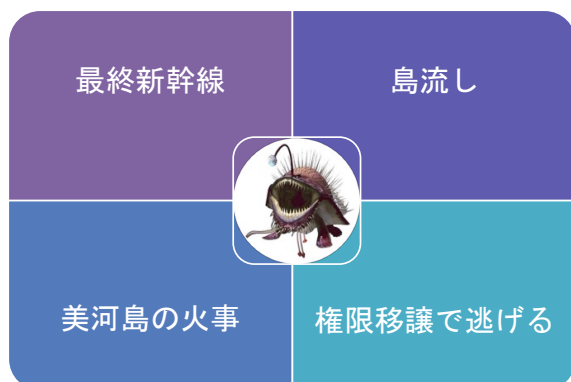 最終新幹線
島流し
美河島の火事
権限移譲で逃げる